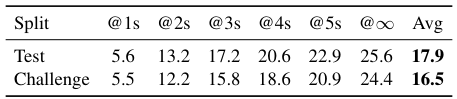 Split @1s @2s @3s @4s @5s @∞ Avg
Test 5.6 13.2 17.2 20.6 22.9 25.6 17.9
Challenge 5.5 12.2 15.8 18.6 20.9 24.4 16.5